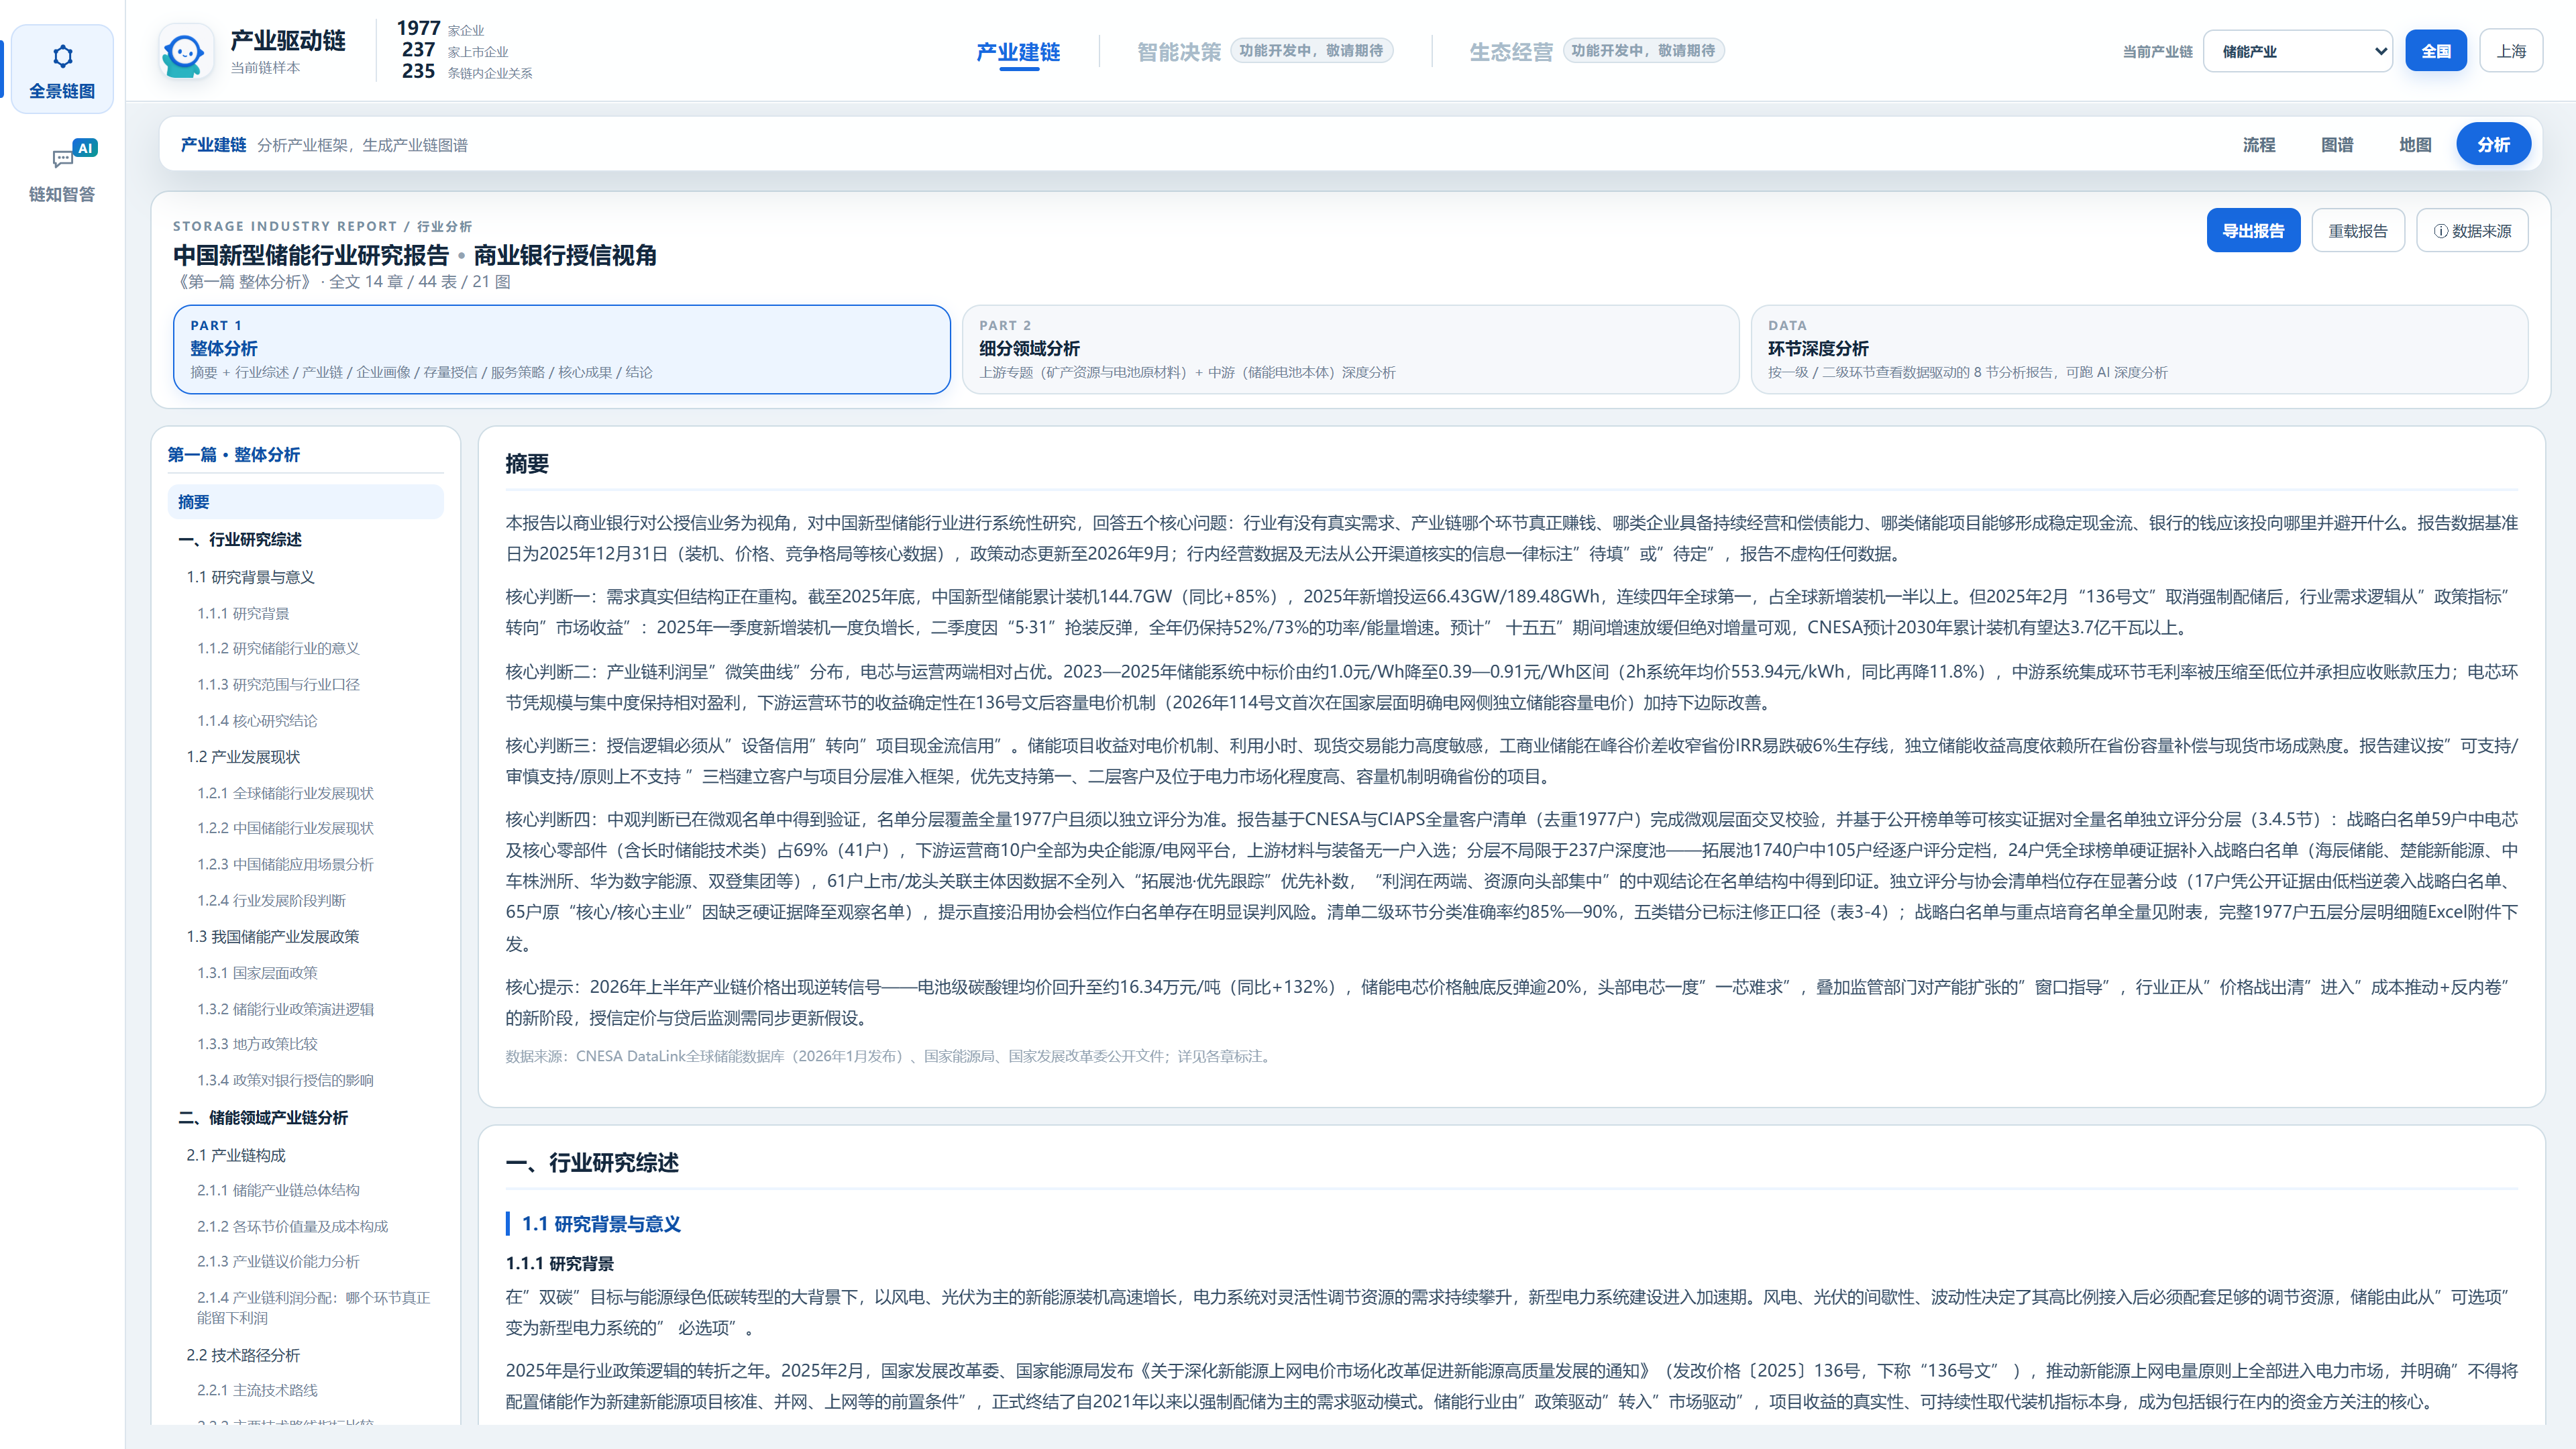 全景链图
AI
链知智答
产业驱动链
当前链样本
1977 家企业
237 家上市企业
235 条链内企业关系
产业建链
智能决策 功能开发中，敬请期待
生态经营 功能开发中，敬请期待
当前产业链 储能产业 全国 上海
产业建链 分析产业框架，生成产业链图谱
流程 图谱 地图 分析
STORAGE INDUSTRY REPORT / 行业分析
中国新型储能行业研究报告 • 商业银行授信视角
《第一篇 整体分析》 · 全文 14 章 / 44 表 / 21 图
导出报告 重载报告 ⓘ 数据来源
PART 1
整体分析
摘要 + 行业综述 / 产业链 / 企业画像 / 存量授信 / 服务策略 / 核心成果 / 结论
PART 2
细分领域分析
上游专题（矿产资源与电池原材料）+ 中游（储能电池本体）深度分析
DATA
环节深度分析
按一级 / 二级环节查看数据驱动的 8 节分析报告，可跑 AI 深度分析
第一篇 • 整体分析
摘要
一、行业研究综述
1.1 研究背景与意义
1.1.1 研究背景
1.1.2 研究储能行业的意义
1.1.3 研究范围与行业口径
1.1.4 核心研究结论
1.2 产业发展现状
1.2.1 全球储能行业发展现状
1.2.2 中国储能行业发展现状
1.2.3 中国储能应用场景分析
1.2.4 行业发展阶段判断
1.3 我国储能产业发展政策
1.3.1 国家层面政策
1.3.2 储能行业政策演进逻辑
1.3.3 地方政策比较
1.3.4 政策对银行授信的影响
二、储能领域产业链分析
2.1 产业链构成
2.1.1 储能产业链总体结构
2.1.2 各环节价值量及成本构成
2.1.3 产业链议价能力分析
2.1.4 产业链利润分配：哪个环节真正
能留下利润
2.2 技术路径分析
2.2.1 主流技术路线
2.2.2 主要技术路线指标比较
摘要
本报告以商业银行对公授信业务为视角，对中国新型储能行业进行系统性研究，回答五个核心问题：行业有没有真实需求、产业链哪个环节真正赚钱、哪类企业具备持续经营和偿债能力、哪类储能项目能够形成稳定现金流、银行的钱应该投向哪里并避开什么。报告数据基准
日为2025年12月31日（装机、价格、竞争格局等核心数据），政策动态更新至2026年9月；行内经营数据及无法从公开渠道核实的信息一律标注”待填”或”待定”，报告不虚构任何数据。
核心判断一：需求真实但结构正在重构。截至2025年底，中国新型储能累计装机144.7GW（同比+85%），2025年新增投运66.43GW/189.48GWh，连续四年全球第一，占全球新增装机一半以上。但2025年2月“136号文”取消强制配储后，行业需求逻辑从”政策指标”
转向”市场收益”：2025年一季度新增装机一度负增长，二季度因“5·31”抢装反弹，全年仍保持52%/73%的功率/能量增速。预计” 十五五”期间增速放缓但绝对增量可观，CNESA预计2030年累计装机有望达3.7亿千瓦以上。
核心判断二：产业链利润呈”微笑曲线”分布，电芯与运营两端相对占优。2023—2025年储能系统中标价由约1.0元/Wh降至0.39—0.91元/Wh区间（2h系统年均价553.94元/kWh，同比再降11.8%），中游系统集成环节毛利率被压缩至低位并承担应收账款压力；电芯环
节凭规模与集中度保持相对盈利，下游运营环节的收益确定性在136号文后容量电价机制（2026年114号文首次在国家层面明确电网侧独立储能容量电价）加持下边际改善。
核心判断三：授信逻辑必须从”设备信用”转向”项目现金流信用”。储能项目收益对电价机制、利用小时、现货交易能力高度敏感，工商业储能在峰谷价差收窄省份IRR易跌破6%生存线，独立储能收益高度依赖所在省份容量补偿与现货市场成熟度。报告建议按”可支持/
审慎支持/原则上不支持 ”三档建立客户与项目分层准入框架，优先支持第一、二层客户及位于电力市场化程度高、容量机制明确省份的项目。
核心判断四：中观判断已在微观名单中得到验证，名单分层覆盖全量1977户且须以独立评分为准。报告基于CNESA与CIAPS全量客户清单（去重1977户）完成微观层面交叉校验，并基于公开榜单等可核实证据对全量名单独立评分分层（3.4.5节）：战略白名单59户中电芯
及核心零部件（含长时储能技术类）占69%（41户），下游运营商10户全部为央企能源/电网平台，上游材料与装备无一户入选；分层不局限于237户深度池——拓展池1740户中105户经逐户评分定档，24户凭全球榜单硬证据补入战略白名单（海辰储能、楚能新能源、中
车株洲所、华为数字能源、双登集团等），61户上市/龙头关联主体因数据不全列入“拓展池·优先跟踪”优先补数，“利润在两端、资源向头部集中”的中观结论在名单结构中得到印证。独立评分与协会清单档位存在显著分歧（17户凭公开证据由低档逆袭入战略白名单、
65户原“核心/核心主业”因缺乏硬证据降至观察名单），提示直接沿用协会档位作白名单存在明显误判风险。清单二级环节分类准确率约85%—90%，五类错分已标注修正口径（表3-4）；战略白名单与重点培育名单全量见附表，完整1977户五层分层明细随Excel附件下
发。
核心提示：2026年上半年产业链价格出现逆转信号——电池级碳酸锂均价回升至约16.34万元/吨（同比+132%），储能电芯价格触底反弹逾20%，头部电芯一度”一芯难求”，叠加监管部门对产能扩张的”窗口指导”，行业正从”价格战出清”进入”成本推动+反内卷”
的新阶段，授信定价与贷后监测需同步更新假设。
数据来源：CNESA DataLink全球储能数据库（2026年1月发布）、国家能源局、国家发展改革委公开文件；详见各章标注。
一、行业研究综述
1.1 研究背景与意义
1.1.1 研究背景
在”双碳”目标与能源绿色低碳转型的大背景下，以风电、光伏为主的新能源装机高速增长，电力系统对灵活性调节资源的需求持续攀升，新型电力系统建设进入加速期。风电、光伏的间歇性、波动性决定了其高比例接入后必须配套足够的调节资源，储能由此从”可选项”
变为新型电力系统的” 必选项”。
2025年是行业政策逻辑的转折之年。2025年2月，国家发展改革委、国家能源局发布《关于深化新能源上网电价市场化改革促进新能源高质量发展的通知》（发改价格〔2025〕136号，下称“136号文” ），推动新能源上网电量原则上全部进入电力市场，并明确”不得将
配置储能作为新建新能源项目核准、并网、上网等的前置条件”，正式终结了自2021年以来以强制配储为主的需求驱动模式。储能行业由”政策驱动”转入”市场驱动”，项目收益的真实性、可持续性取代装机指标本身，成为包括银行在内的资金方关注的核心。